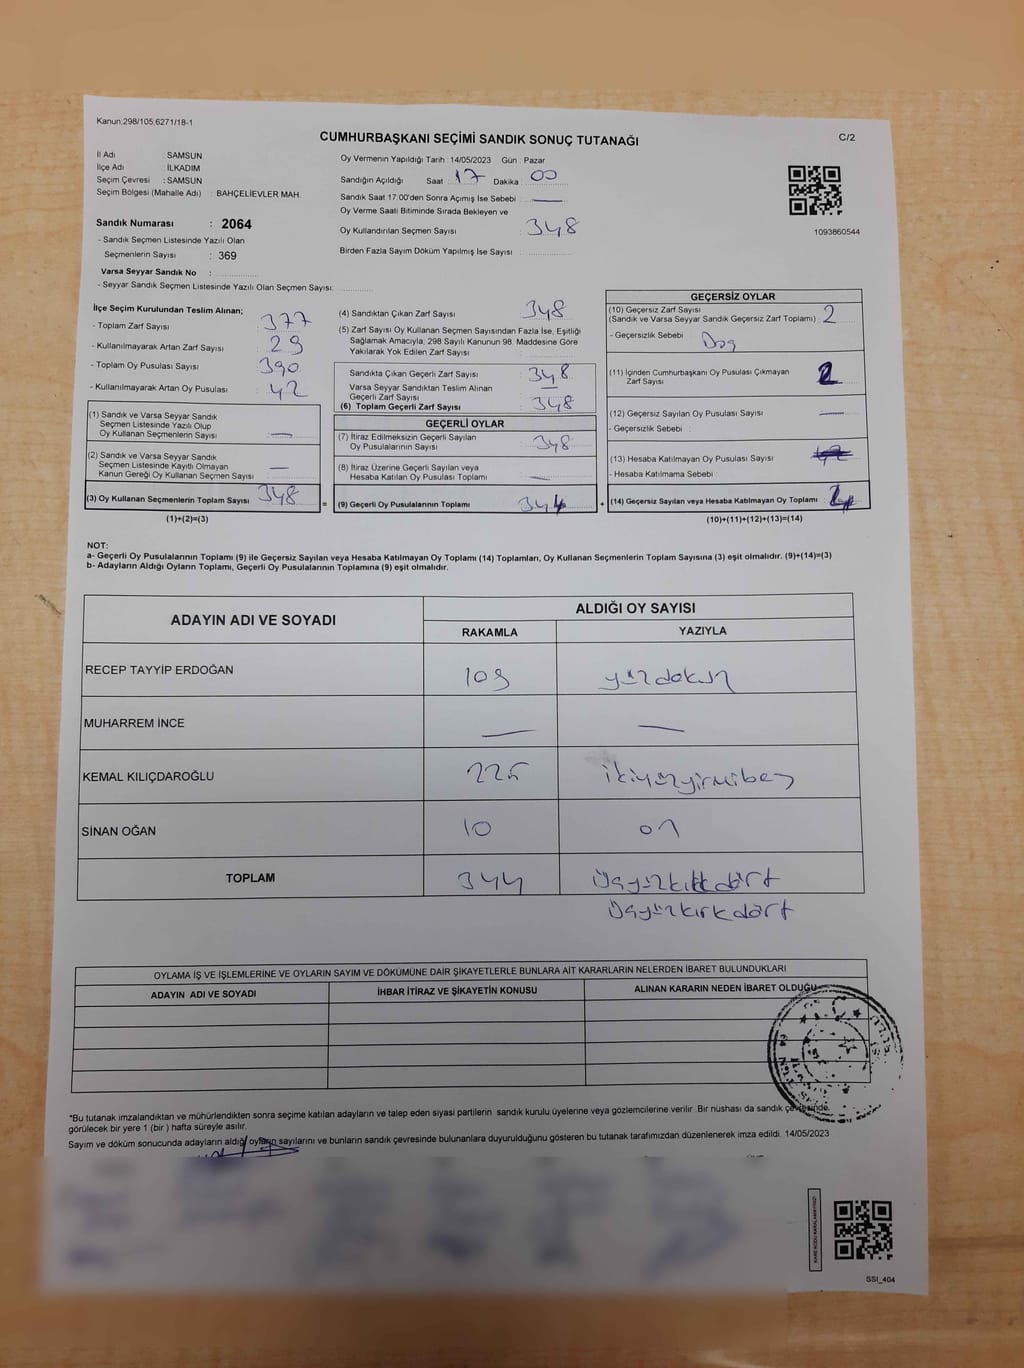 Kanun:298/105,6271/18-1
CUMHURBAŞKANI SEÇİMİ SANDIK SONUÇ TUTANAĞI
C/2
İl Adı : SAMSUN
İlçe Adı : İLKADIM
Seçim Çevresi : SAMSUN
Seçim Bölgesi (Mahalle Adı) : BAHÇELİEVLER MAH.
Sandık Numarası : 2064
- Sandık Seçmen Listesinde Yazılı Olan
Seçmenlerin Sayısı : 369
Varsa Seyyar Sandık No :
- Seyyar Sandık Seçmen Listesinde Yazılı Olan Seçmen Sayısı:
Oy Vermenin Yapıldığı Tarih : 14/05/2023 Gün : Pazar
Sandığın Açıldığı Saat 17 Dakika : 00
Sandık Saat 17:00'den Sonra Açımış İse Sebebi : —
Oy Verme Saati Bitiminde Sırada Bekleyen ve
Oy Kullandırılan Seçmen Sayısı : 348
Birden Fazla Sayım Döküm Yapılmış İse Sayısı :
1093860544
İlçe Seçim Kurulundan Teslim Alınan;
- Toplam Zarf Sayısı : 377
- Kullanılmayarak Artan Zarf Sayısı : 29
- Toplam Oy Pusulası Sayısı : 390
- Kullanılmayarak Artan Oy Pusulası : 42
(1) Sandık ve Varsa Seyyar Sandık
Seçmen Listesinde Yazılı Olup
Oy Kullanan Seçmenlerin Sayısı : —
(2) Sandık ve Varsa Seyyar Sandık
Seçmen Listesinde Kayıtlı Olmayan
Kanun Gereği Oy Kullanan Seçmen Sayısı : —
(3) Oy Kullanan Seçmenlerin Toplam Sayısı : 348
(1)+(2)=(3)
(4) Sandıktan Çıkan Zarf Sayısı : 348
(5) Zarf Sayısı Oy Kullanan Seçmen Sayısından Fazla İse, Eşitliği
Sağlamak Amacıyla; 298 Sayılı Kanunun 98. Maddesine Göre
Yakılarak Yok Edilen Zarf Sayısı :
Sandıkta Çıkan Geçerli Zarf Sayısı : 348
Varsa Seyyar Sandıktan Teslim Alınan
Geçerli Zarf Sayısı : —
(6) Toplam Geçerli Zarf Sayısı : 348
GEÇERLİ OYLAR
(7) İtiraz Edilmeksizin Geçerli Sayılan
Oy Pusulalarının Sayısı : 348
(8) İtiraz Üzerine Geçerli Sayılan veya
Hesaba Katılan Oy Pusulası Toplamı : —
= (9) Geçerli Oy Pusulalarının Toplamı : 344 +
GEÇERSİZ OYLAR
(10) Geçersiz Zarf Sayısı
(Sandık ve Varsa Seyyar Sandık Geçersiz Zarf Toplamı) : 2
- Geçersizlik Sebebi :
(11) İçinden Cumhurbaşkanı Oy Pusulası Çıkmayan
Zarf Sayısı : 2
(12) Geçersiz Sayılan Oy Pusulası Sayısı : —
- Geçersizlik Sebebi :
(13) Hesaba Katılmayan Oy Pusulası Sayısı :
- Hesaba Katılmama Sebebi :
(14) Geçersiz Sayılan veya Hesaba Katılmayan Oy Toplamı : 4
(10)+(11)+(12)+(13)=(14)
NOT:
a- Geçerli Oy Pusulalarının Toplamı (9) ile Geçersiz Sayılan veya Hesaba Katılmayan Oy Toplamı (14) Toplamları, Oy Kullanan Seçmenlerin Toplam Sayısına (3) eşit olmalıdır. (9)+(14)=(3)
b- Adayların Aldığı Oyların Toplamı, Geçerli Oy Pusulalarının Toplamına (9) eşit olmalıdır.
ADAYIN ADI VE SOYADI
ALDIĞI OY SAYISI
RAKAMLA YAZIYLA
RECEP TAYYİP ERDOĞAN 109 yüzdokuz
MUHARREM İNCE — —
KEMAL KILIÇDAROĞLU 225 ikiyüzyirmibeş
SİNAN OĞAN 10 on
TOPLAM 344
üçyüzkırkdört
OYLAMA İŞ VE İŞLEMLERİNE VE OYLARIN SAYIM VE DÖKÜMÜNE DAİR ŞİKAYETLERLE BUNLARA AİT KARARLARIN NELERDEN İBARET BULUNDUKLARI
ADAYIN ADI VE SOYADI İHBAR İTİRAZ VE ŞİKAYETİN KONUSU ALINAN KARARIN NEDEN İBARET OLDUĞU
*Bu tutanak imzalandıktan ve mühürlendikten sonra seçime katılan adayların ve talep eden siyasi partilerin sandık kurulu üyelerine veya gözlemcilerine verilir. Bir nüshası da sandık çevresinde,
görülecek bir yere 1 (bir) hafta süreyle asılır.
Sayım ve döküm sonucunda adayların aldığı oyların sayılarını ve bunların sandık çevresinde bulunanlara duyurulduğunu gösteren bu tutanak tarafımızdan düzenlenerek imza edildi. 14/05/2023
SSI_404